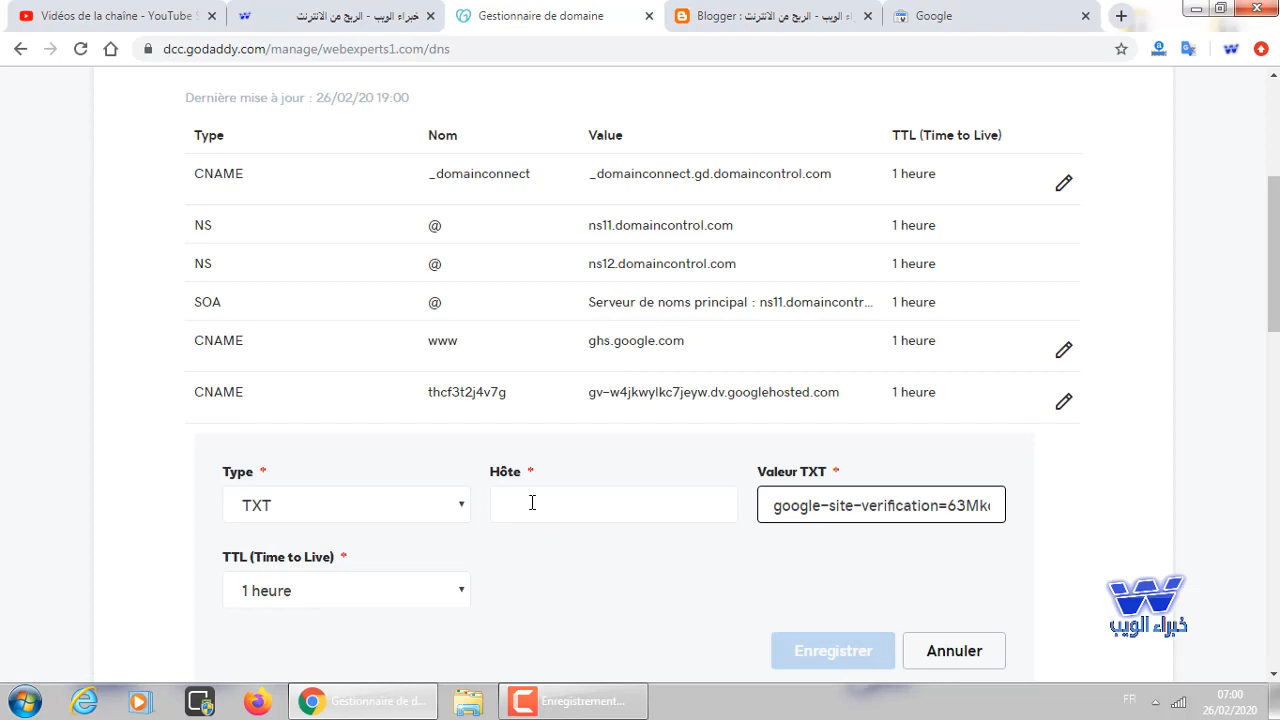 Vidéos de la chaîne - YouTube
خبراء الويب - الربح من الانترنت
Gestionnaire de domaine
Blogger : خبراء الويب - الربح من الانترنت
Google
dcc.godaddy.com/manage/webexperts1.com/dns
Dernière mise à jour : 26/02/20 19:00
Type Nom Value TTL (Time to Live)
CNAME _domainconnect _domainconnect.gd.domaincontrol.com 1 heure
NS @ ns11.domaincontrol.com 1 heure
NS @ ns12.domaincontrol.com 1 heure
SOA @ Serveur de noms principal : ns11.domaincontr... 1 heure
CNAME www ghs.google.com 1 heure
CNAME thcf3t2j4v7g gv-w4jkwylkc7jeyw.dv.googlehosted.com 1 heure
Type * Hôte * Valeur TXT *
TXT google-site-verification=63Mk
TTL (Time to Live) *
1 heure
خبراء الويب
Enregistrer Annuler
Gestionnaire de d...
Enregistrement...
FR
07:00
26/02/2020